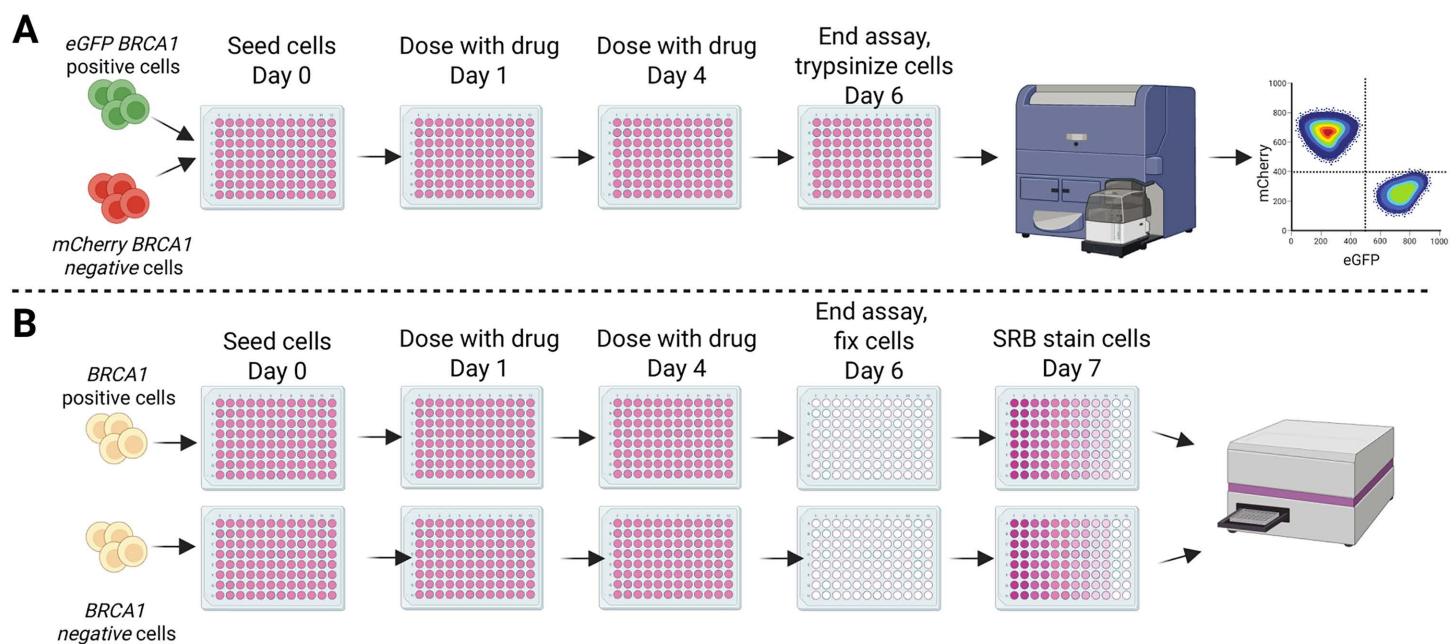 A
eGFP BRCA1
positive cells
mCherry BRCA1
negative cells
Seed cells
Day 0
Dose with drug
Day 1
Dose with drug
Day 4
End assay,
trypsinize cells
Day 6
mCherry
1000
800
600
400
200
0
0 200 400 600 800 1000
eGFP
B
BRCA1
positive cells
BRCA1
negative cells
Seed cells
Day 0
Dose with drug
Day 1
Dose with drug
Day 4
End assay,
fix cells
Day 6
SRB stain cells
Day 7